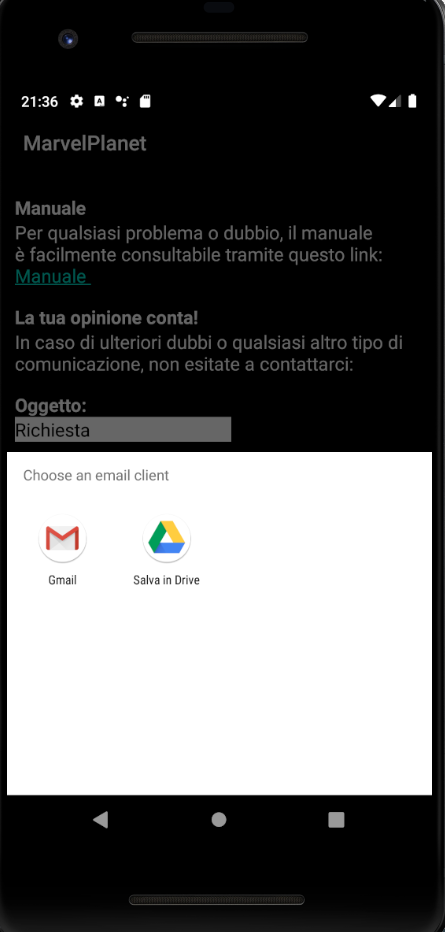 21:36
MarvelPlanet
Manuale
Per qualsiasi problema o dubbio, il manuale
è facilmente consultabile tramite questo link:
Manuale
La tua opinione conta!
In caso di ulteriori dubbi o qualsiasi altro tipo di
comunicazione, non esitate a contattarci:
Oggetto:
Richiesta
Choose an email client
Gmail
Salva in Drive